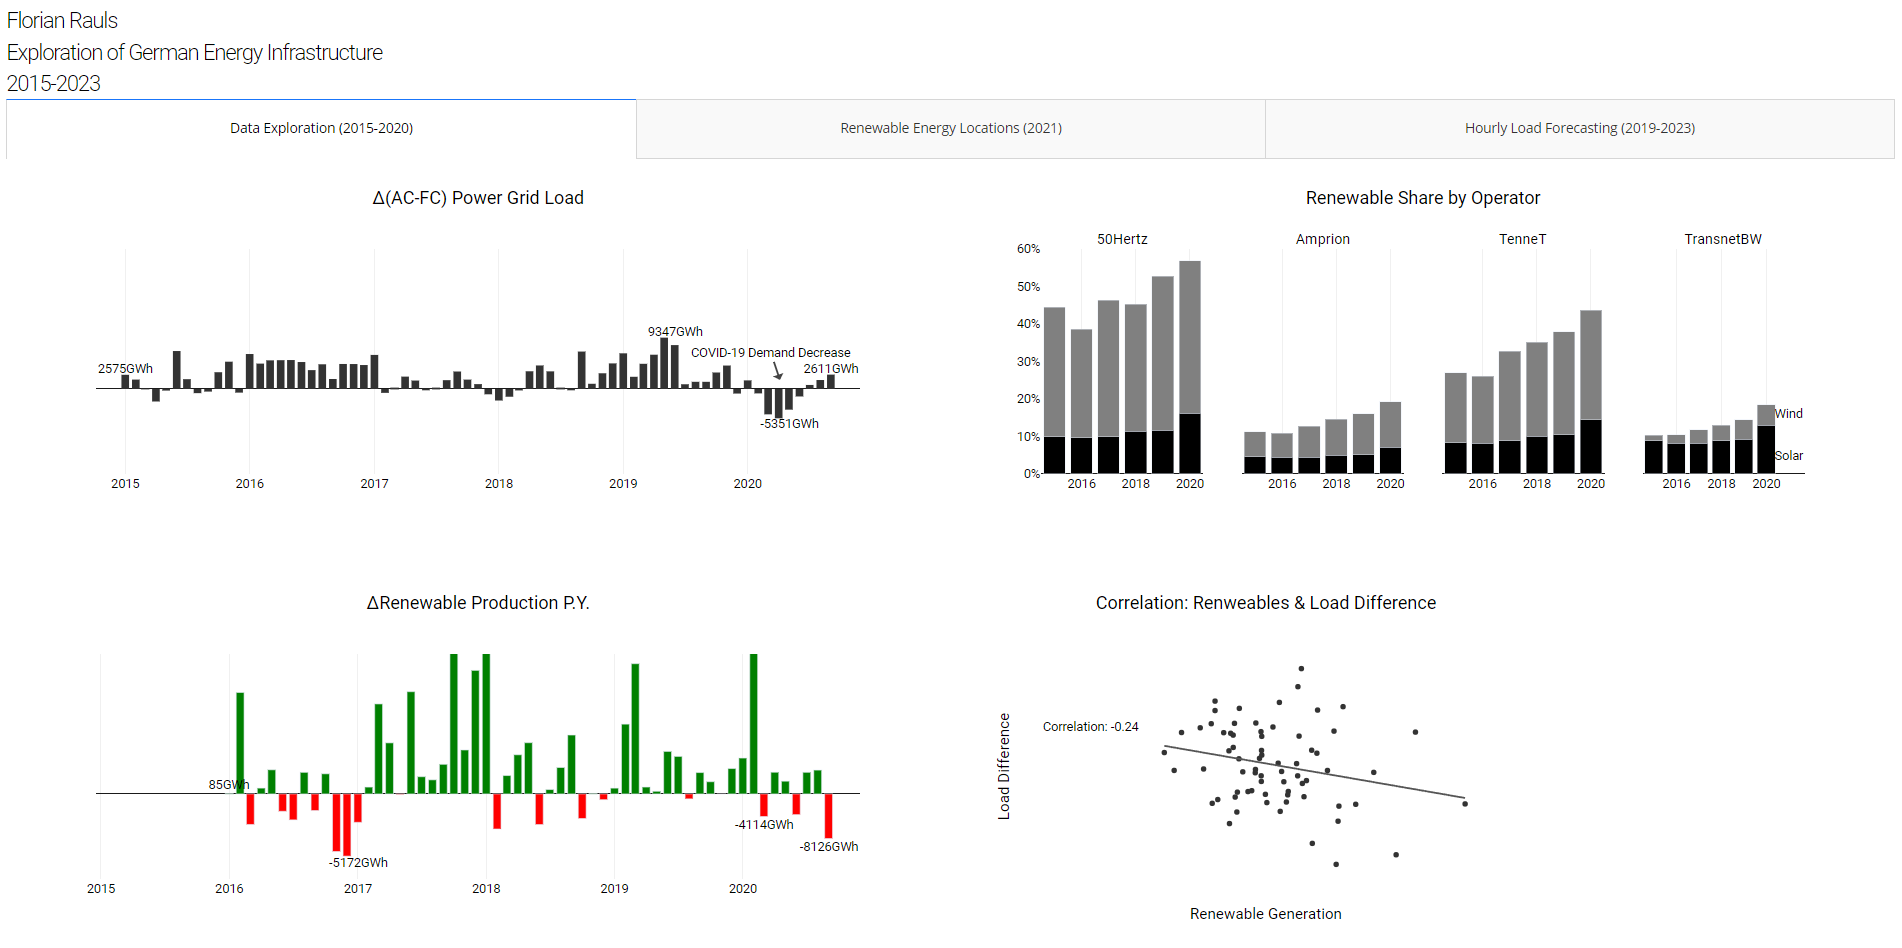 Florian Rauls
Exploration of German Energy Infrastructure
2015-2023
Data Exploration (2015-2020)
Renewable Energy Locations (2021)
Hourly Load Forecasting (2019-2023)
Δ(AC-FC) Power Grid Load
2575GWh
9347GWh
COVID-19 Demand Decrease
2611GWh
-5351GWh
2015 2016 2017 2018 2019 2020
Renewable Share by Operator
50Hertz Amprion TenneT TransnetBW
60%
50%
40%
30%
20%
10%
0%
Wind
Solar
2016 2018 2020 2016 2018 2020 2016 2018 2020 2016 2018 2020
ΔRenewable Production P.Y.
85GWh
-4114GWh
-8126GWh
-5172GWh
2015 2016 2017 2018 2019 2020
Correlation: Renweables & Load Difference
Correlation: -0.24
Load Difference
Renewable Generation